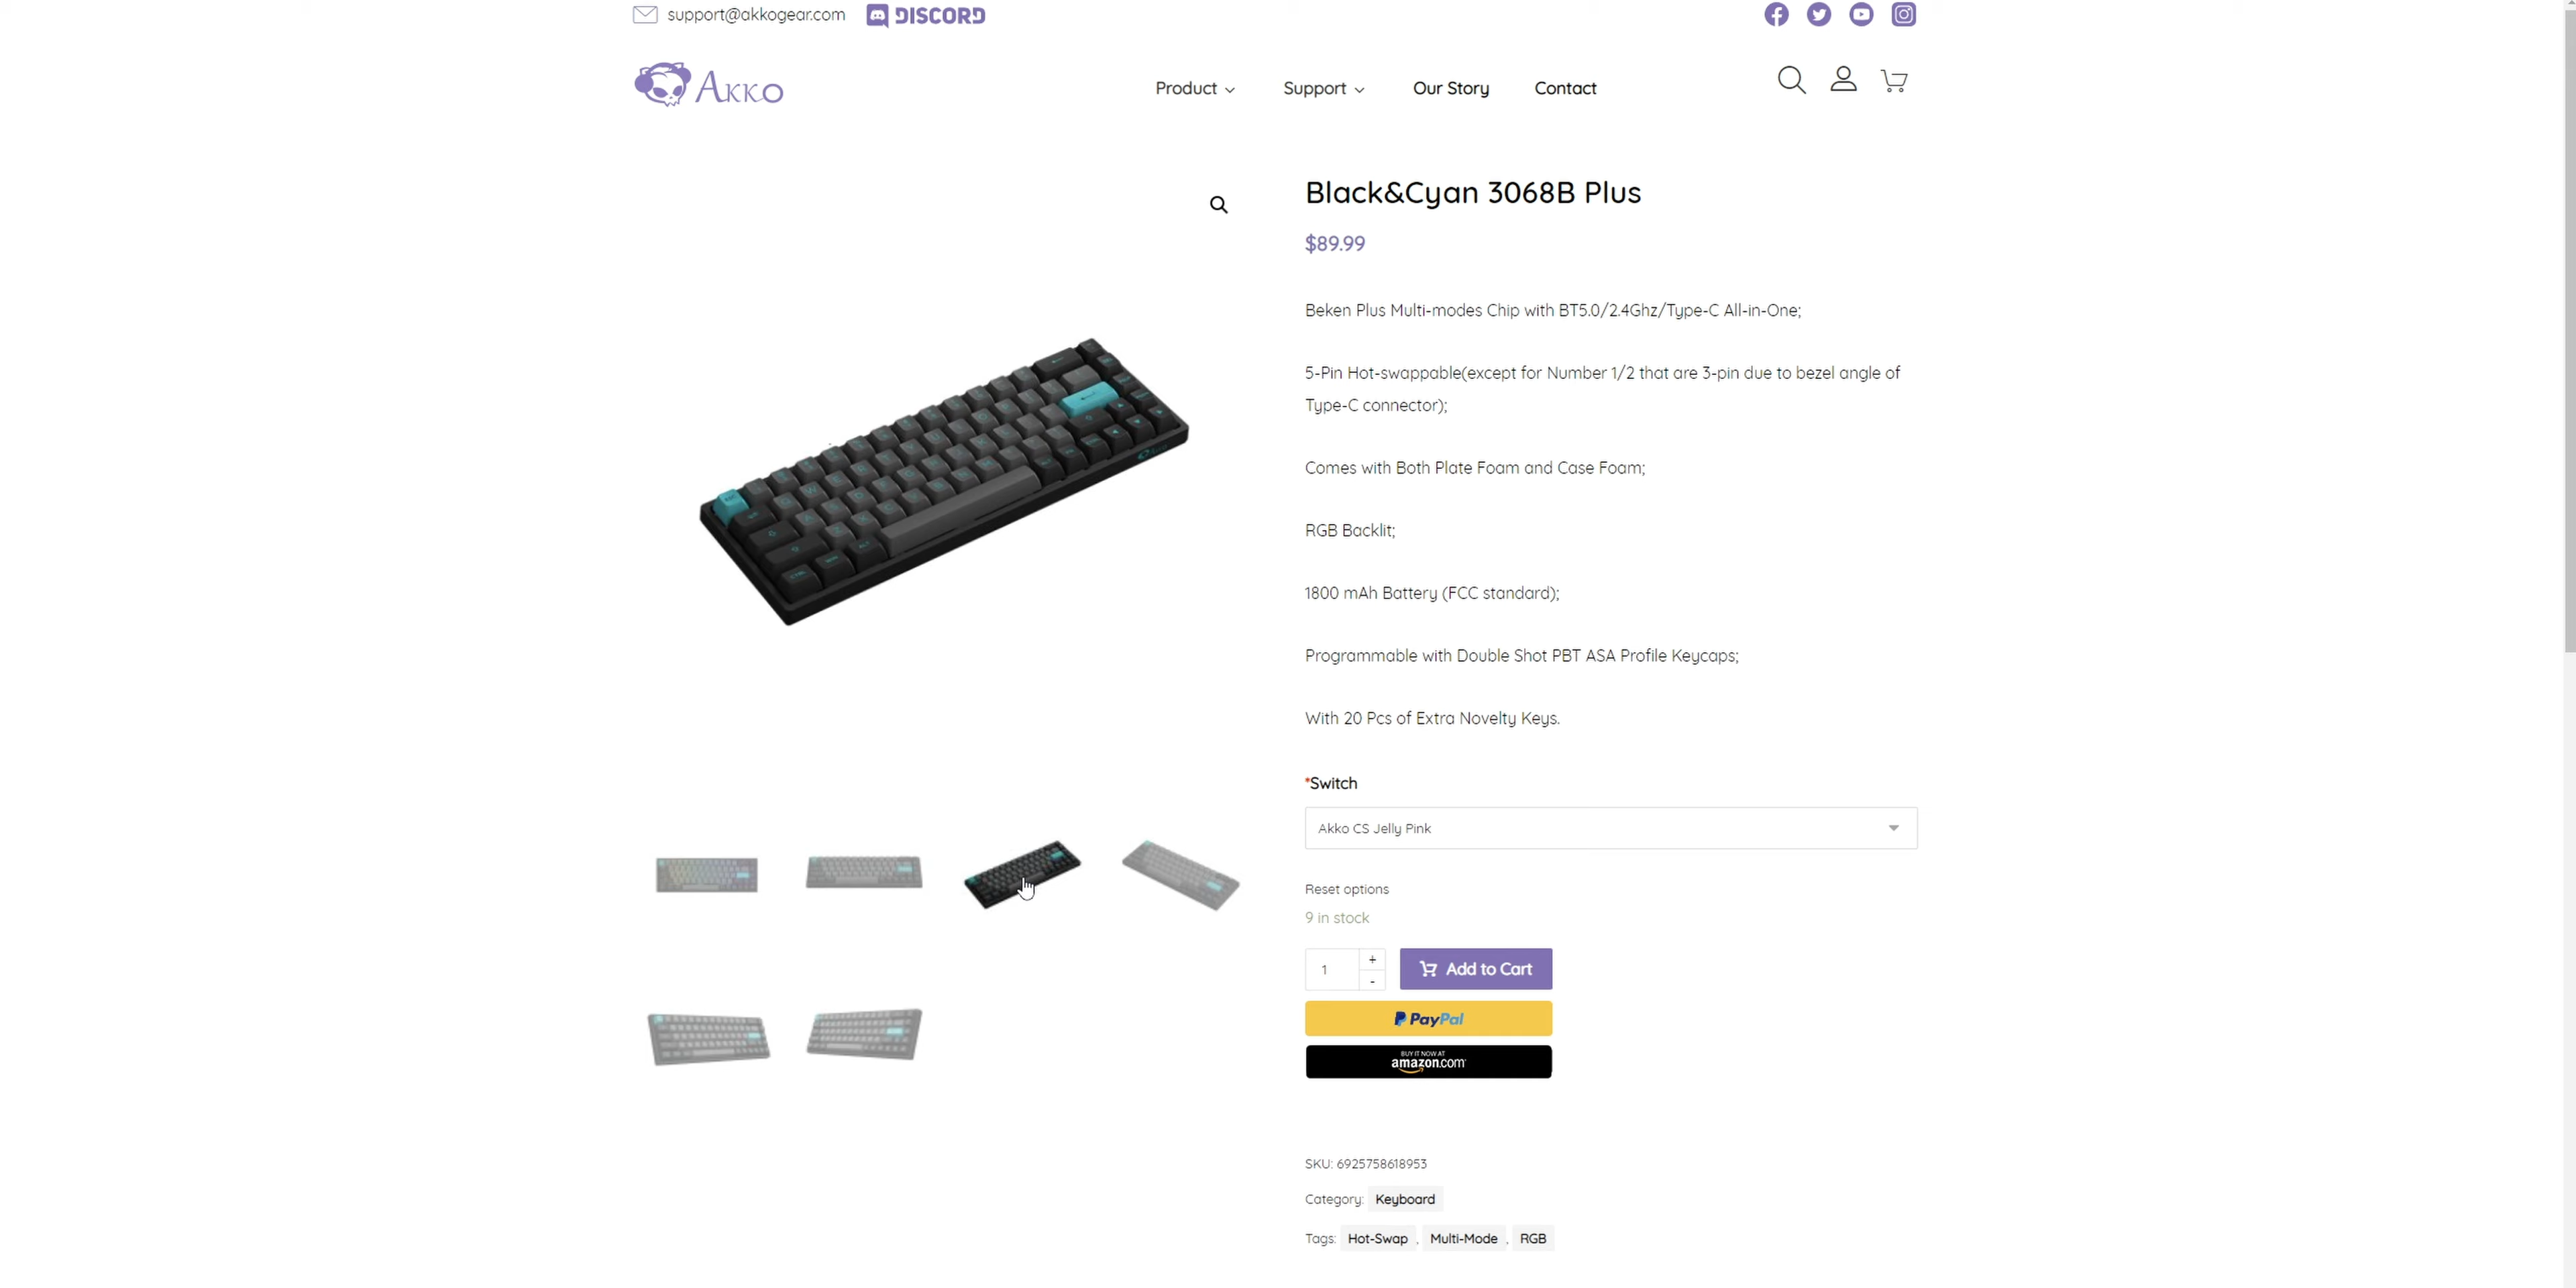 support@akkogear.com
DISCORD
AKKO
Product
Support
Our Story
Contact
Black&Cyan 3068B Plus
$89.99
Beken Plus Multi-modes Chip with BT5.0/2.4Ghz/Type-C All-in-One;
5-Pin Hot-swappable(except for Number 1/2 that are 3-pin due to bezel angle of
Type-C connector);
Comes with Both Plate Foam and Case Foam;
RGB Backlit;
1800 mAh Battery (FCC standard);
Programmable with Double Shot PBT ASA Profile Keycaps;
With 20 Pcs of Extra Novelty Keys.
*Switch
Akko CS Jelly Pink
Reset options
9 in stock
1
+
-
Add to Cart
PayPal
BUY IT NOW AT
amazon.com
SKU: 6925758618953
Category: Keyboard
Tags: Hot-Swap , Multi-Mode , RGB